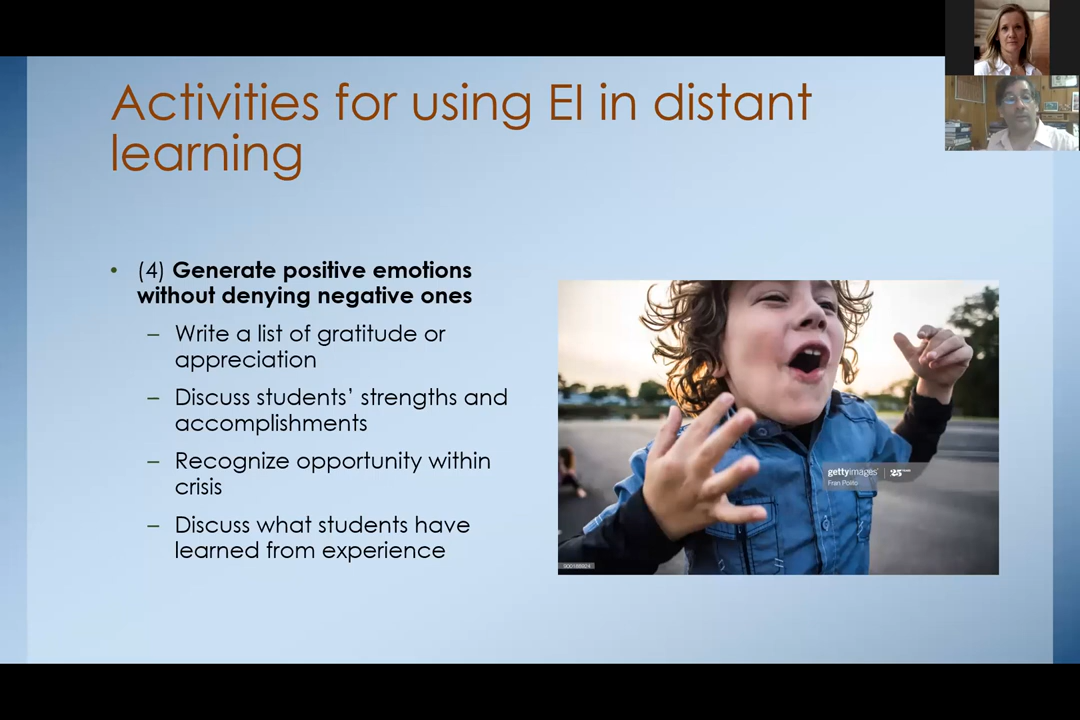 Activities for using EI in distant
learning
• (4) Generate positive emotions
without denying negative ones
– Write a list of gratitude or
appreciation
– Discuss students’ strengths and
accomplishments
– Recognize opportunity within
crisis
– Discuss what students have
learned from experience
gettyimages® 25 YEARS
Fran Polito